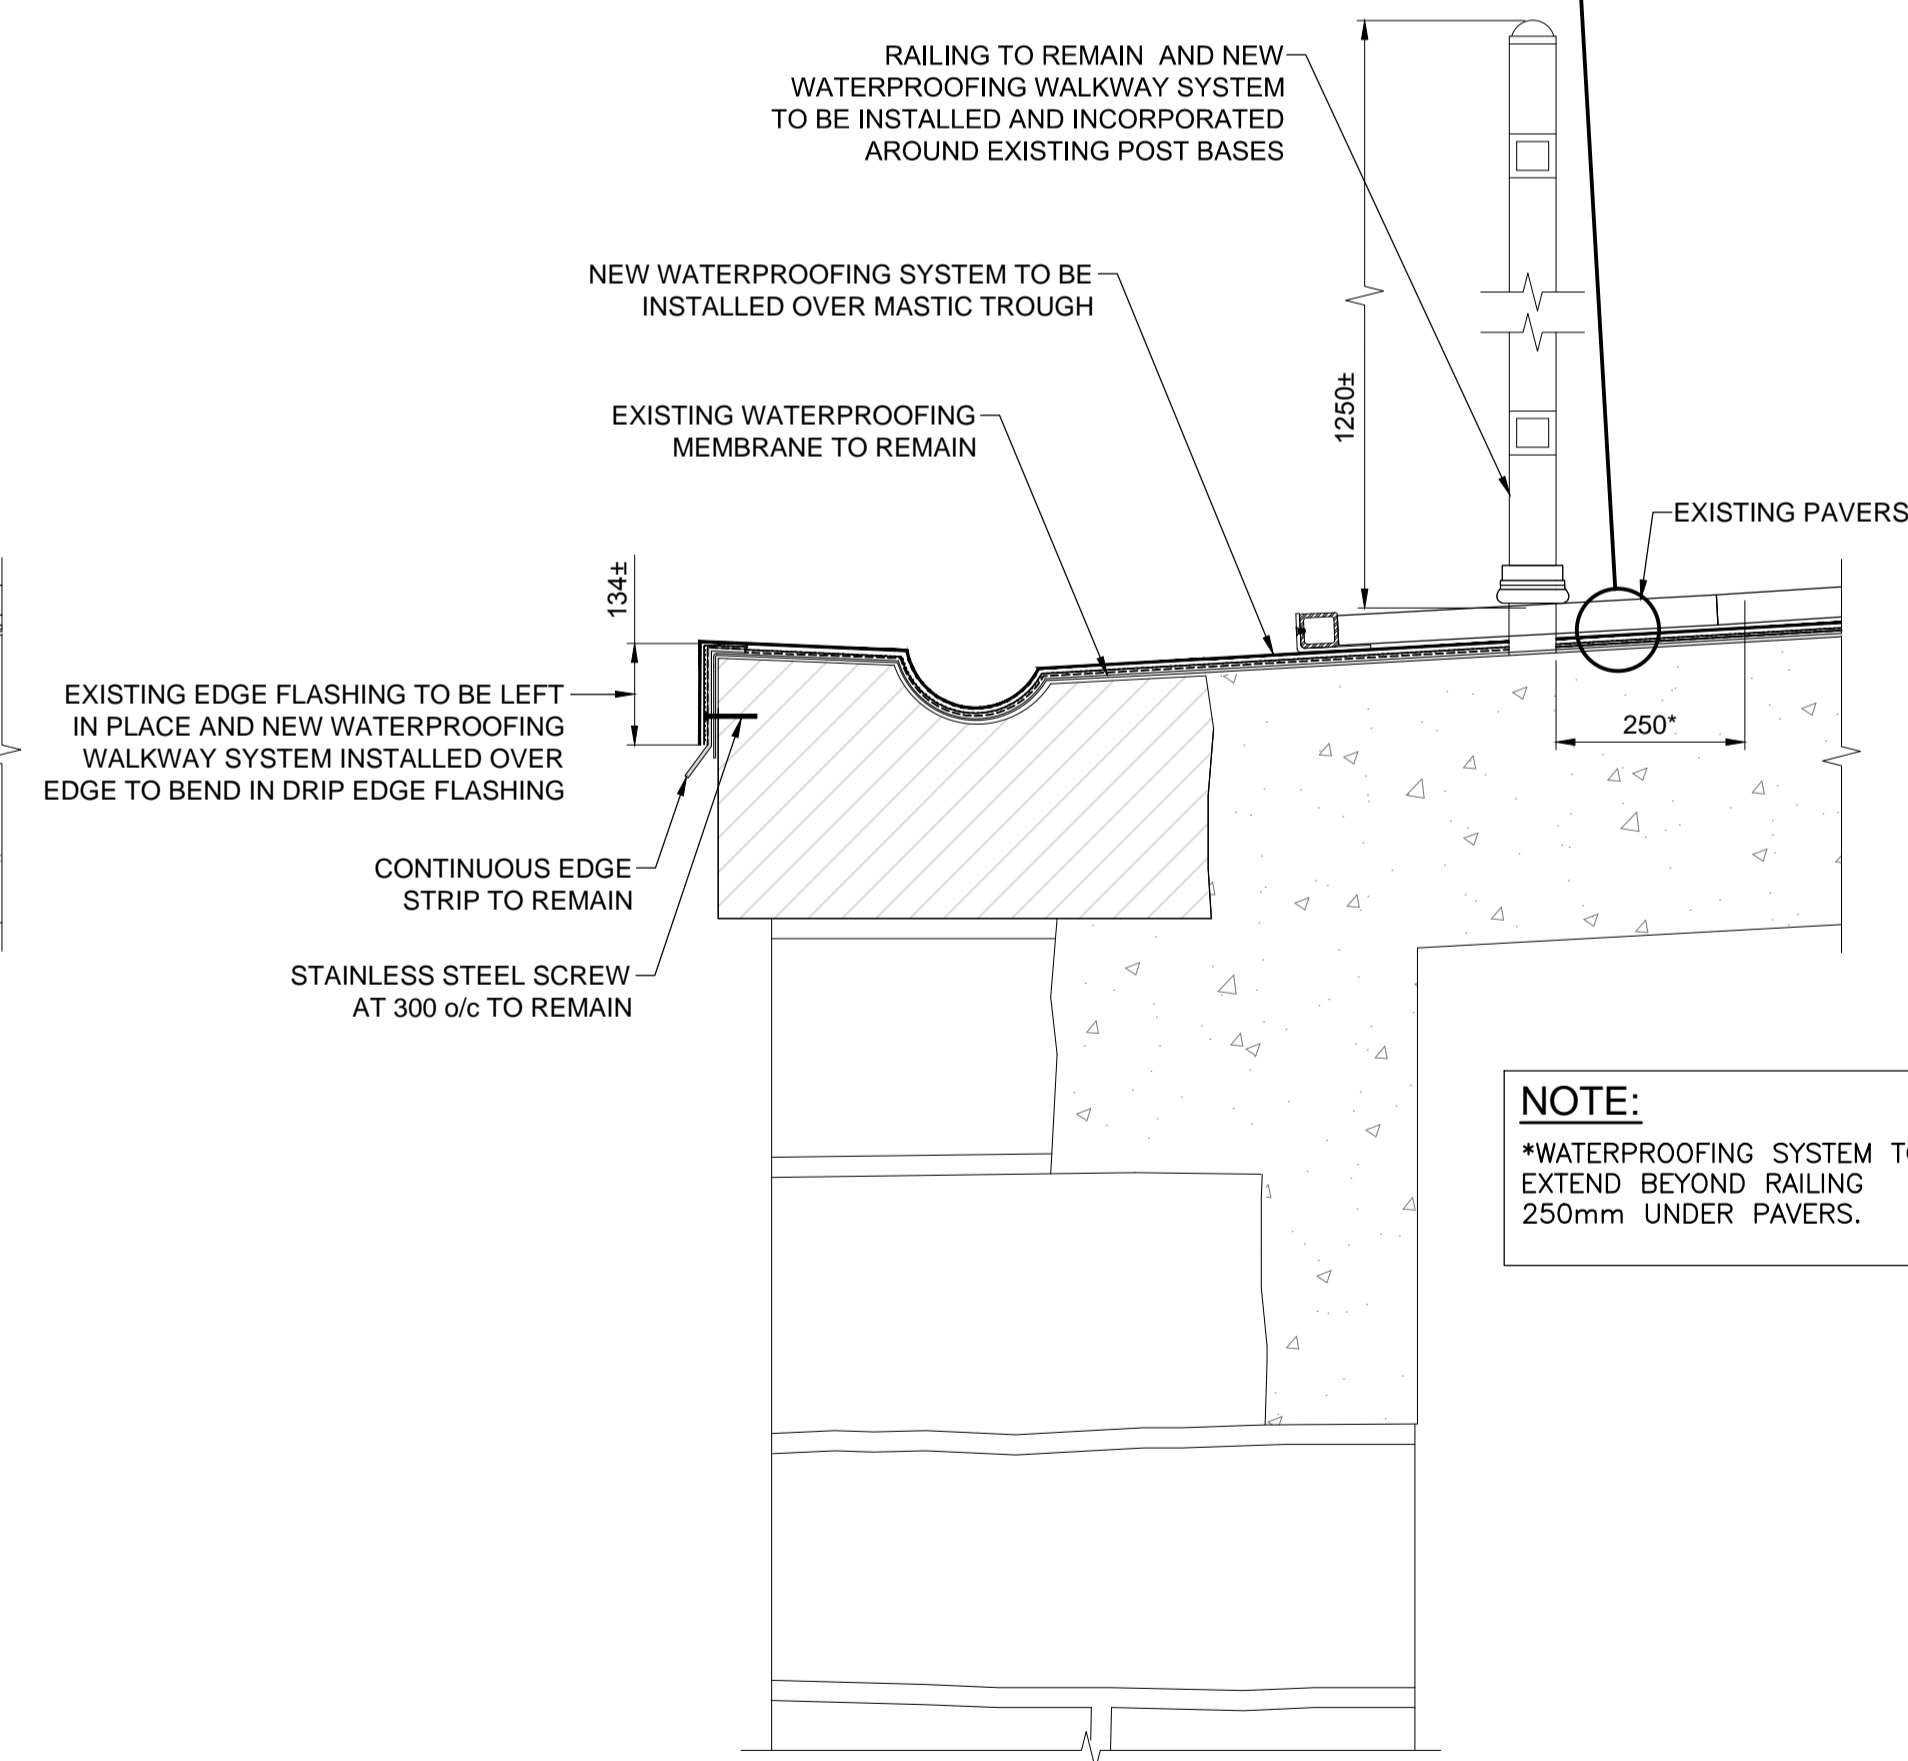 RAILING TO REMAIN AND NEW
WATERPROOFING WALKWAY SYSTEM
TO BE INSTALLED AND INCORPORATED
AROUND EXISTING POST BASES
NEW WATERPROOFING SYSTEM TO BE
INSTALLED OVER MASTIC TROUGH
EXISTING WATERPROOFING
MEMBRANE TO REMAIN
1250±
EXISTING PAVERS
134±
EXISTING EDGE FLASHING TO BE LEFT
IN PLACE AND NEW WATERPROOFING
WALKWAY SYSTEM INSTALLED OVER
EDGE TO BEND IN DRIP EDGE FLASHING
250*
CONTINUOUS EDGE
STRIP TO REMAIN
STAINLESS STEEL SCREW
AT 300 o/c TO REMAIN
NOTE:
*WATERPROOFING SYSTEM TO
EXTEND BEYOND RAILING
250mm UNDER PAVERS.